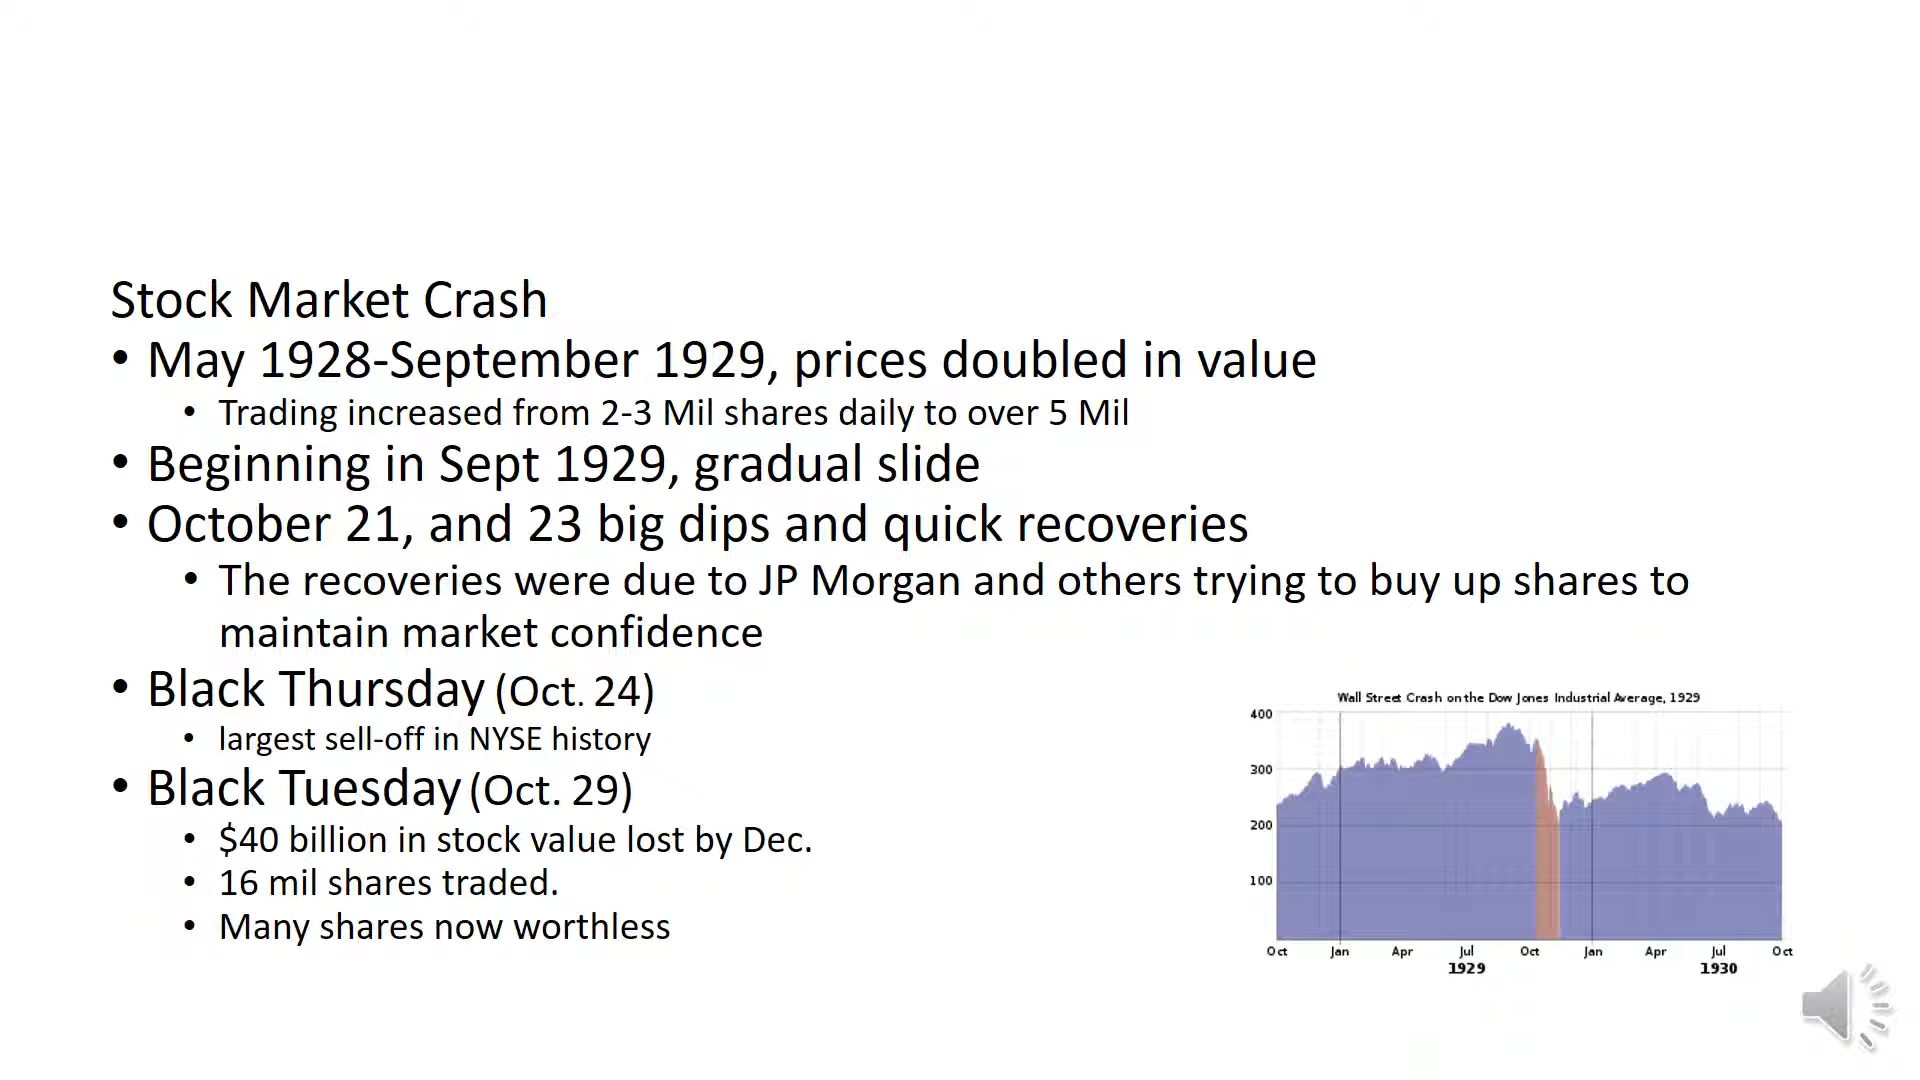 Stock Market Crash
• May 1928-September 1929, prices doubled in value
• Trading increased from 2-3 Mil shares daily to over 5 Mil
• Beginning in Sept 1929, gradual slide
• October 21, and 23 big dips and quick recoveries
• The recoveries were due to JP Morgan and others trying to buy up shares to
maintain market confidence
• Black Thursday (Oct. 24)
• largest sell-off in NYSE history
• Black Tuesday (Oct. 29)
• $40 billion in stock value lost by Dec.
• 16 mil shares traded.
• Many shares now worthless
Wall Street Crash on the Dow Jones Industrial Average, 1929
400
300
200
100
Oct Jan Apr Jul Oct Jan Apr Jul Oct
1929 1930